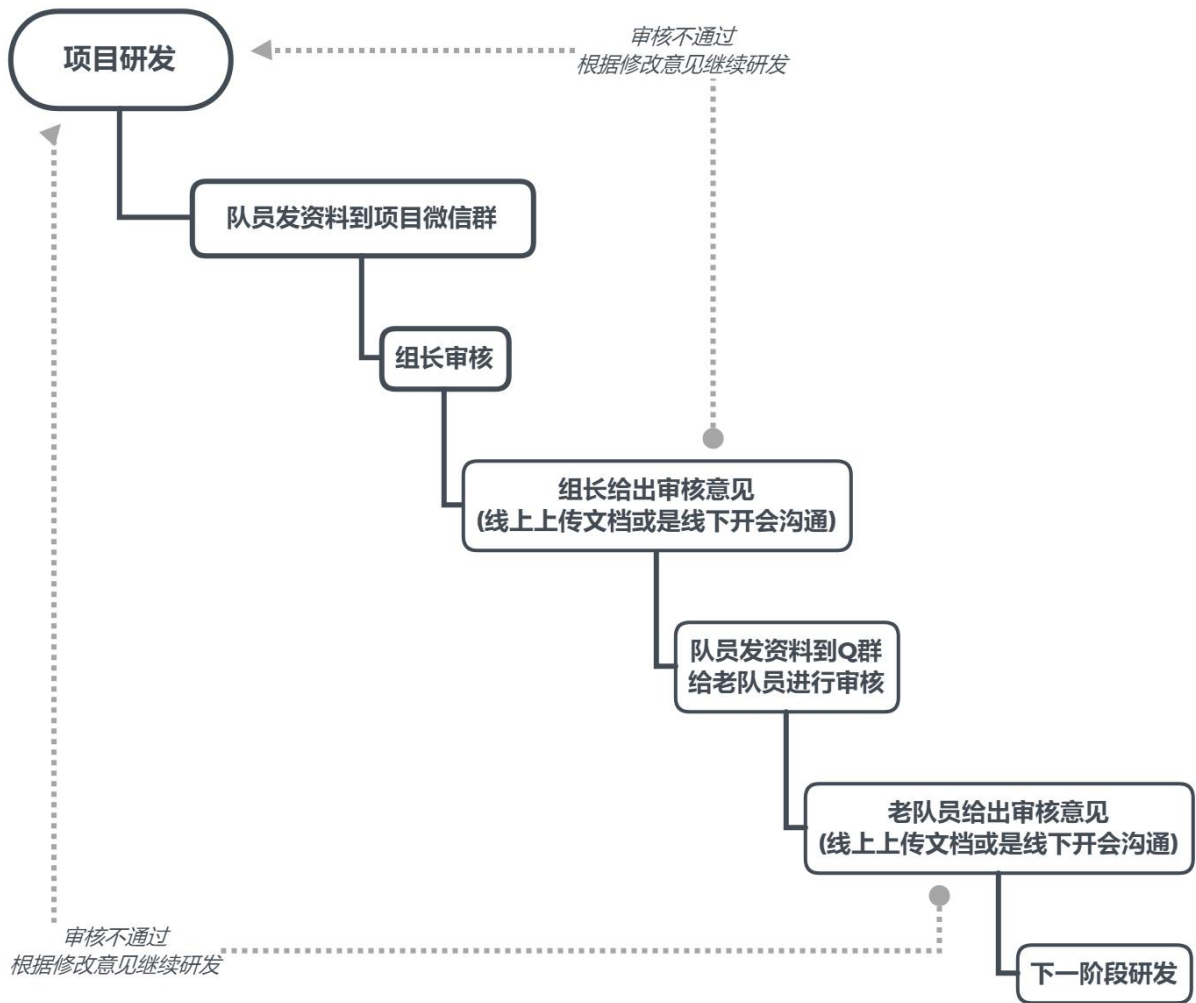 项目研发
审核不通过
根据修改意见继续研发
队员发资料到项目微信群
组长审核
组长给出审核意见
(线上上传文档或是线下开会沟通)
队员发资料到Q群
给老队员进行审核
老队员给出审核意见
(线上上传文档或是线下开会沟通)
审核不通过
根据修改意见继续研发
下一阶段研发